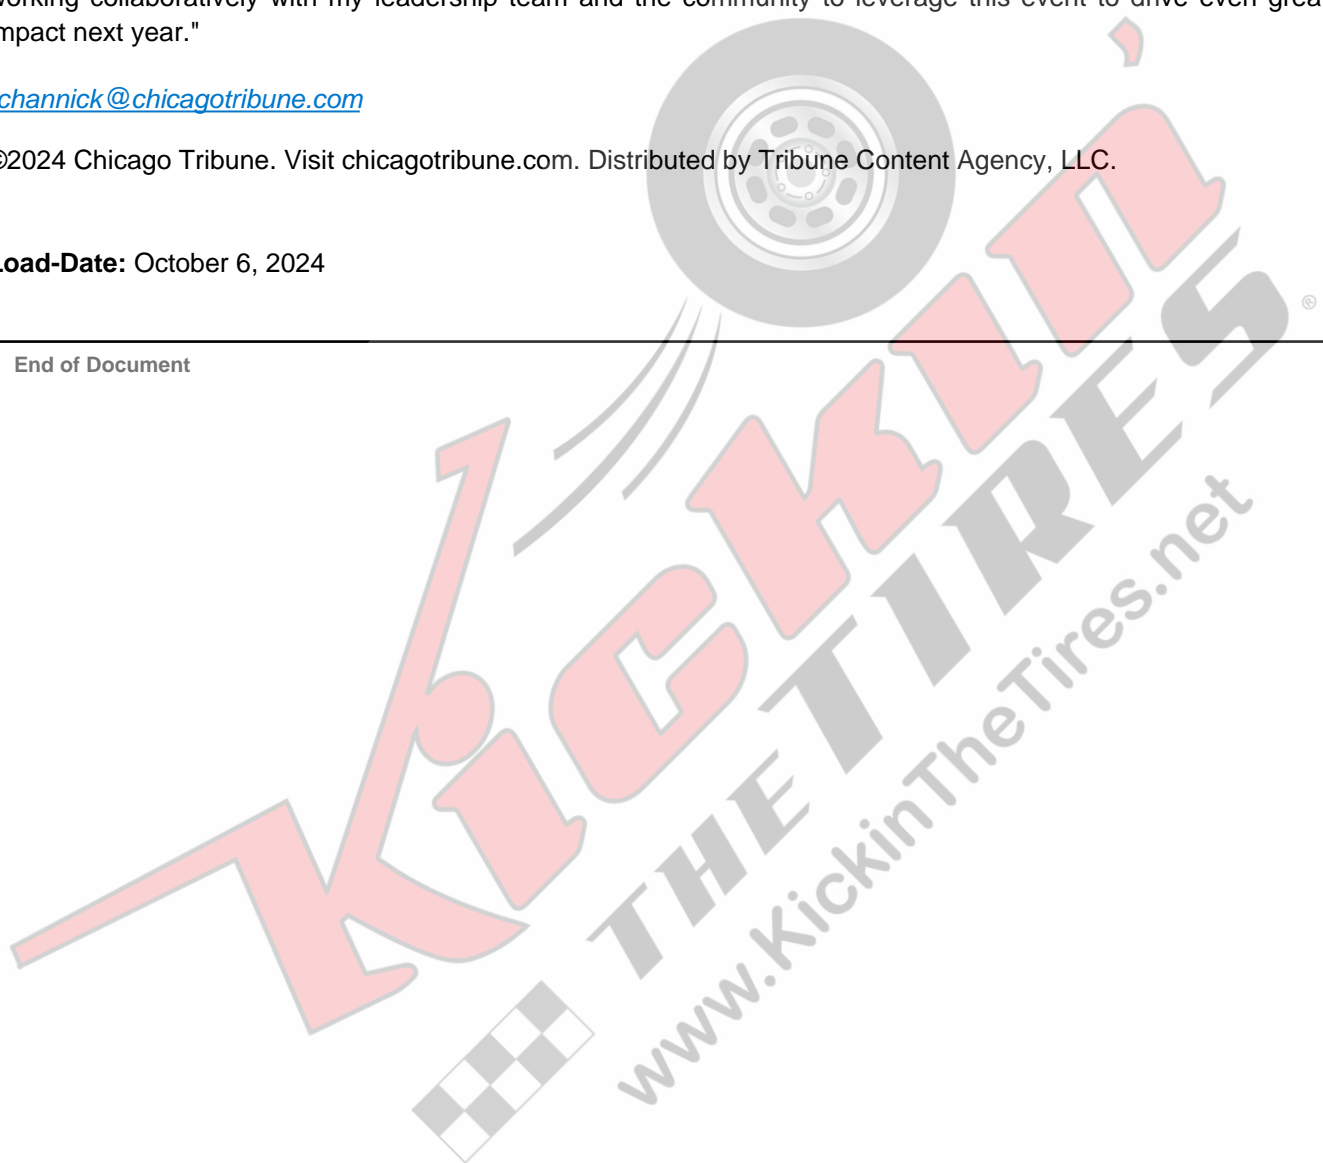 orking collaboratively with my leadership team and the community to leverage this event to drive even grea
mpact next year."
channick@chicagotribune.com
©2024 Chicago Tribune. Visit chicagotribune.com. Distributed by Tribune Content Agency, LLC.
Load-Date: October 6, 2024
End of Document
Kickin'
THE TIRES®
www.KickinTheTires.net